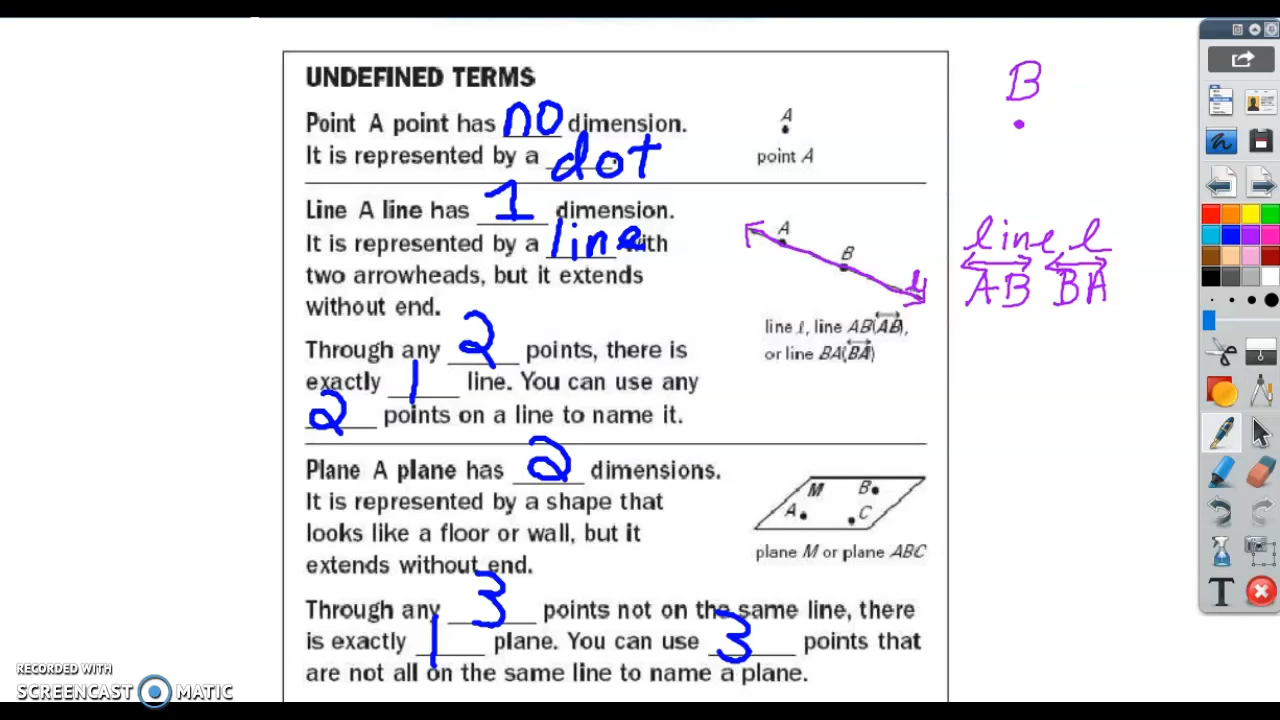 UNDEFINED TERMS
Point A point has no dimension.
It is represented by a dot.
A
point A
B
Line A line has 1 dimension.
It is represented by a line with
two arrowheads, but it extends
without end.
A
B
line l, line AB(AB),
or line BA(BA)
line l
AB BA
Through any 2 points, there is
exactly 1 line. You can use any
2 points on a line to name it.
Plane A plane has 2 dimensions.
It is represented by a shape that
looks like a floor or wall, but it
extends without end.
M B
A C
plane M or plane ABC
Through any 3 points not on the same line, there
is exactly 1 plane. You can use 3 points that
are not all on the same line to name a plane.
T
RECORDED WITH
SCREENCAST MATIC